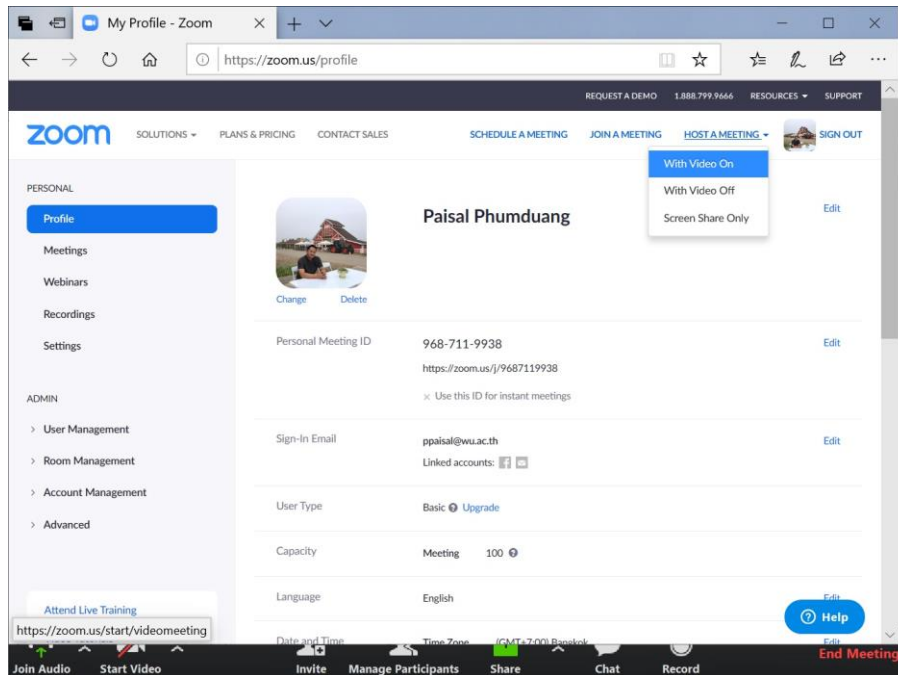 My Profile - Zoom
https://zoom.us/profile
REQUEST A DEMO 1.888.799.9666 RESOURCES SUPPORT
zoom SOLUTIONS PLANS & PRICING CONTACT SALES SCHEDULE A MEETING JOIN A MEETING HOST A MEETING SIGN OUT
With Video On
With Video Off
Screen Share Only
PERSONAL
Profile
Meetings
Webinars
Recordings
Settings
ADMIN
User Management
Room Management
Account Management
Advanced
Attend Live Training
https://zoom.us/start/videomeeting
Paisal Phumduang Edit
Change Delete
Personal Meeting ID 968-711-9938 Edit
https://zoom.us/j/9687119938
× Use this ID for instant meetings
Sign-In Email ppaisal@wu.ac.th Edit
Linked accounts:
User Type Basic Upgrade
Capacity Meeting 100
Language English Edit
Help
Date and Time Time Zone (GMT+7:00) Bangkok Edit
Join Audio Start Video Invite Manage Participants Share Chat Record End Meeting